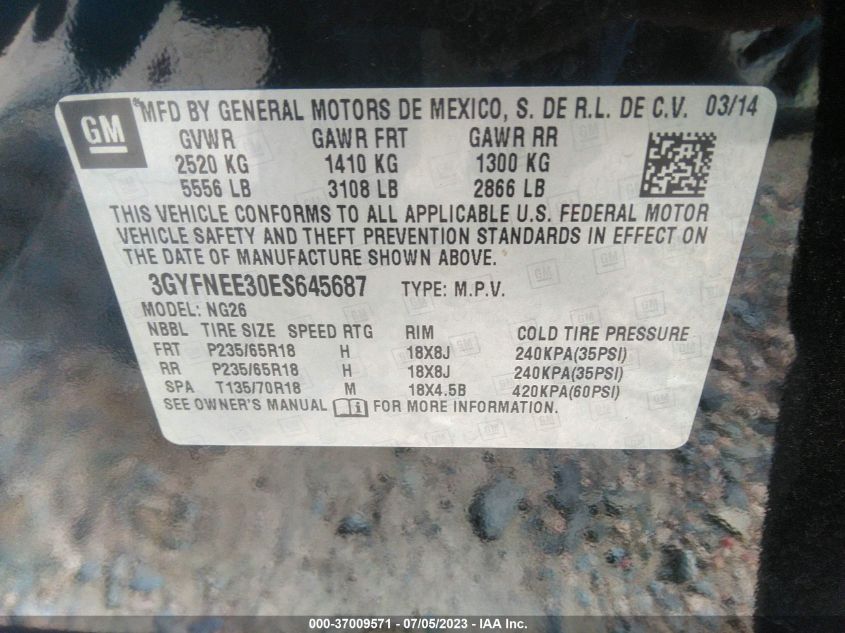 GM
MFD BY GENERAL MOTORS DE MEXICO, S. DE R.L. DE C.V. 03/14
GVWR GAWR FRT GAWR RR
2520 KG 1410 KG 1300 KG
5556 LB 3108 LB 2866 LB
THIS VEHICLE CONFORMS TO ALL APPLICABLE U.S. FEDERAL MOTOR
VEHICLE SAFETY AND THEFT PREVENTION STANDARDS IN EFFECT ON
THE DATE OF MANUFACTURE SHOWN ABOVE.
3GYFNEE30ES645687 TYPE: M.P.V.
MODEL: NG26
NBBL TIRE SIZE SPEED RTG RIM COLD TIRE PRESSURE
FRT P235/65R18 H 18X8J 240KPA(35PSI)
RR P235/65R18 H 18X8J 240KPA(35PSI)
SPA T135/70R18 M 18X4.5B 420KPA(60PSI)
SEE OWNER'S MANUAL FOR MORE INFORMATION.
000-37009571 - 07/05/2023 - IAA Inc.